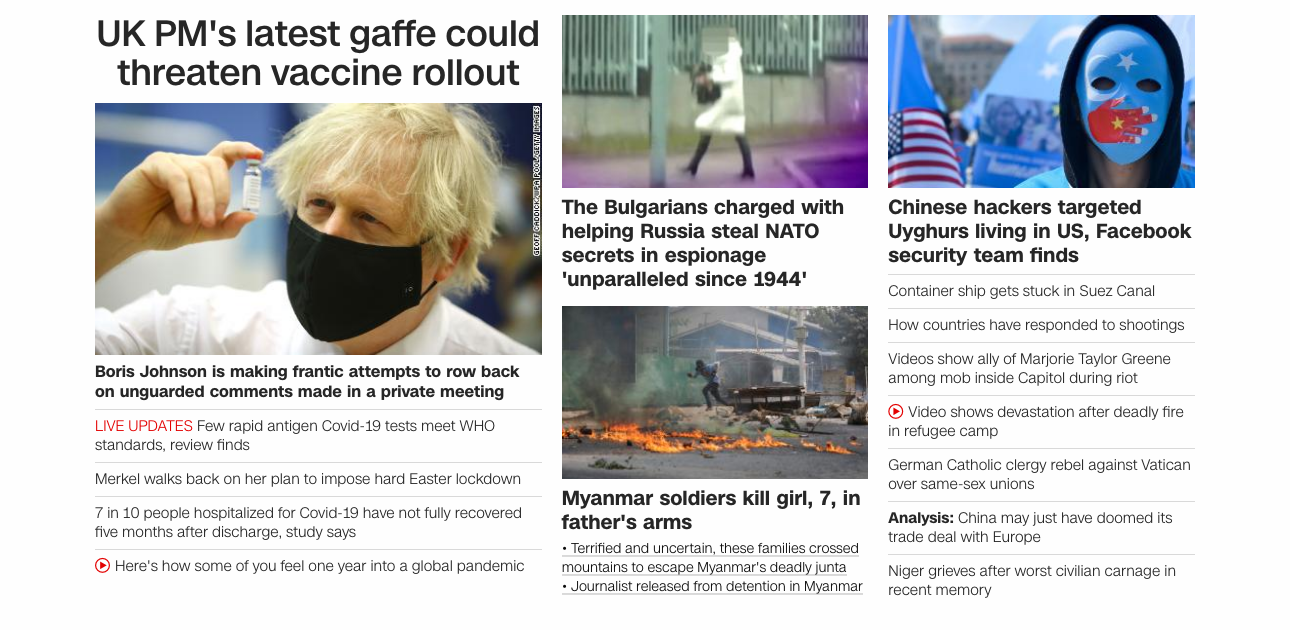 UK PM's latest gaffe could
threaten vaccine rollout
GEOFF CADDICK/WPA POOL/GETTY IMAGES
Boris Johnson is making frantic attempts to row back
on unguarded comments made in a private meeting
LIVE UPDATES Few rapid antigen Covid-19 tests meet WHO
standards, review finds
Merkel walks back on her plan to impose hard Easter lockdown
7 in 10 people hospitalized for Covid-19 have not fully recovered
five months after discharge, study says
Here's how some of you feel one year into a global pandemic
The Bulgarians charged with
helping Russia steal NATO
secrets in espionage
'unparalleled since 1944'
Myanmar soldiers kill girl, 7, in
father's arms
• Terrified and uncertain, these families crossed
mountains to escape Myanmar's deadly junta
• Journalist released from detention in Myanmar
Chinese hackers targeted
Uyghurs living in US, Facebook
security team finds
Container ship gets stuck in Suez Canal
How countries have responded to shootings
Videos show ally of Marjorie Taylor Greene
among mob inside Capitol during riot
Video shows devastation after deadly fire
in refugee camp
German Catholic clergy rebel against Vatican
over same-sex unions
Analysis: China may just have doomed its
trade deal with Europe
Niger grieves after worst civilian carnage in
recent memory